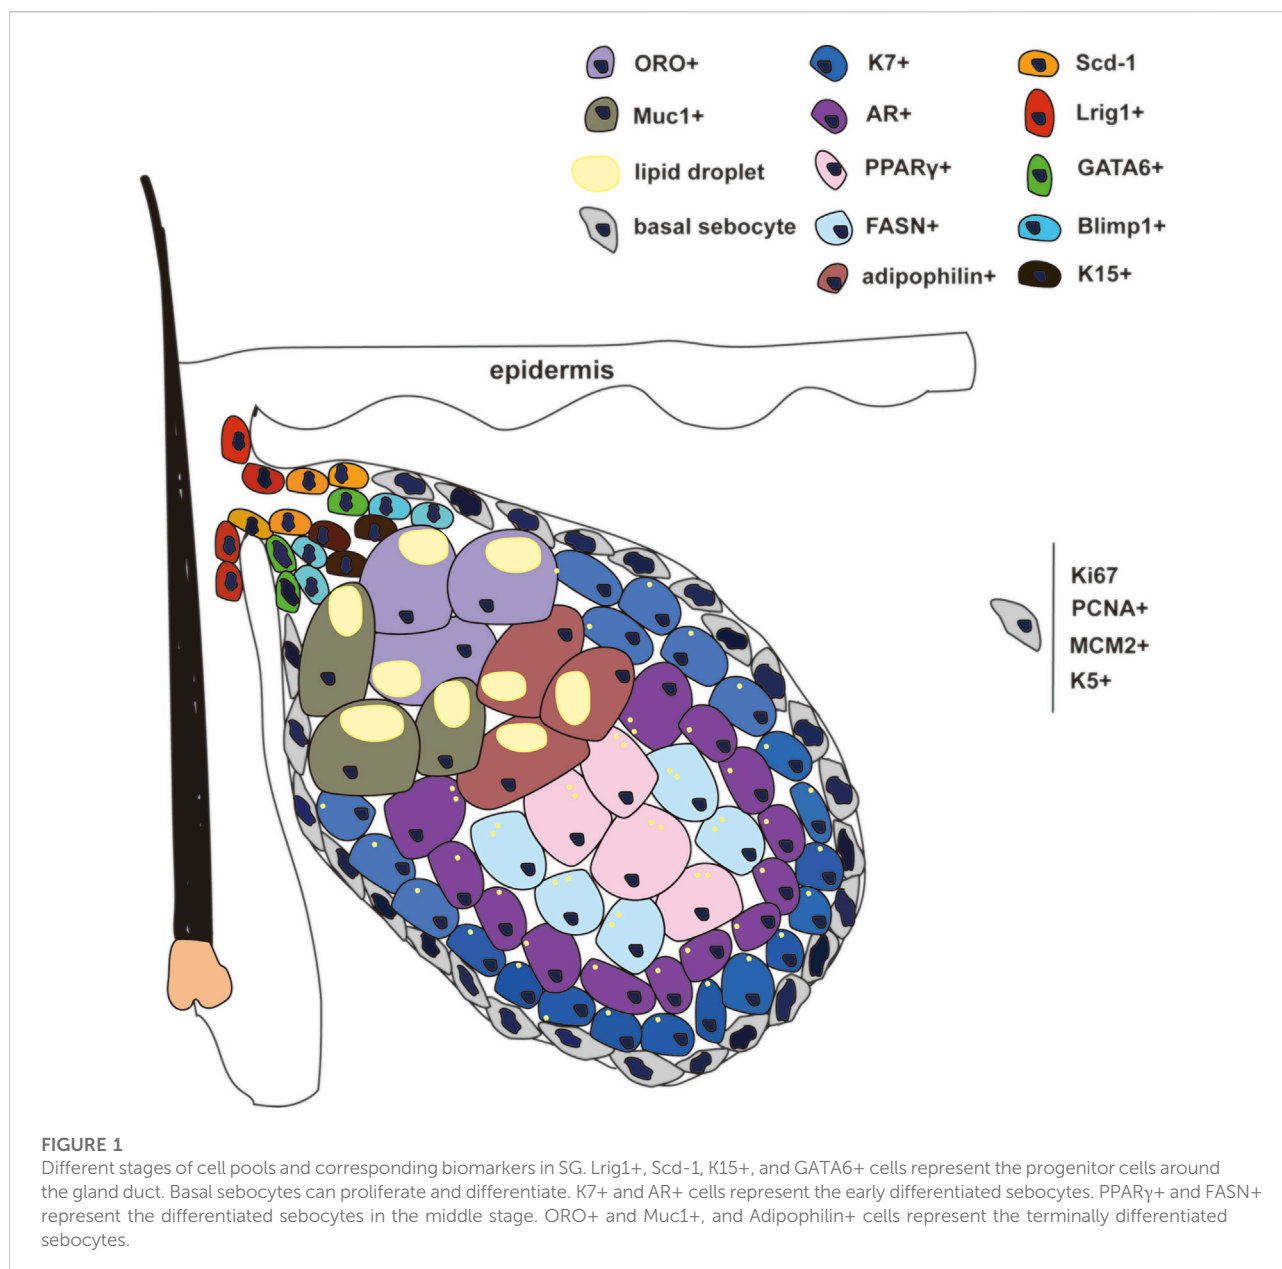 ORO+
Muc1+
lipid droplet
basal sebocyte
K7+
AR+
PPARγ+
FASN+
adipophilin+
Scd-1
Lrig1+
GATA6+
Blimp1+
K15+
epidermis
Ki67
PCNA+
MCM2+
K5+
FIGURE 1
Different stages of cell pools and corresponding biomarkers in SG. Lrig1+, Scd-1, K15+, and GATA6+ cells represent the progenitor cells around
the gland duct. Basal sebocytes can proliferate and differentiate. K7+ and AR+ cells represent the early differentiated sebocytes. PPARγ+ and FASN+
represent the differentiated sebocytes in the middle stage. ORO+ and Muc1+, and Adipophilin+ cells represent the terminally differentiated
sebocytes.